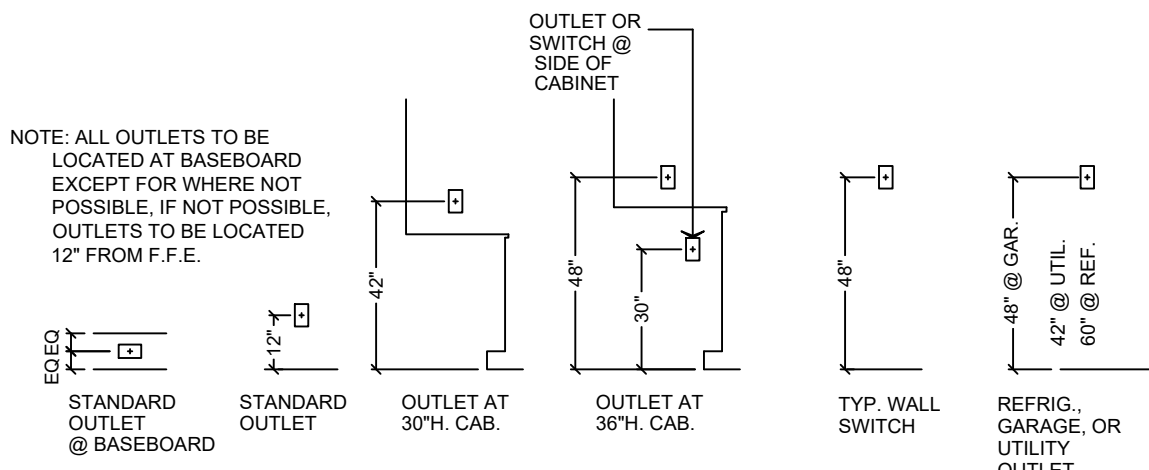 OUTLET OR
SWITCH @
SIDE OF
CABINET
NOTE: ALL OUTLETS TO BE
LOCATED AT BASEBOARD
EXCEPT FOR WHERE NOT
POSSIBLE, IF NOT POSSIBLE,
OUTLETS TO BE LOCATED
12" FROM F.F.E.
EQ
EQ
12"
42"
48"
30"
48"
48" @ GAR.
42" @ UTIL.
60" @ REF.
STANDARD
OUTLET
@ BASEBOARD
STANDARD
OUTLET
OUTLET AT
30"H. CAB.
OUTLET AT
36"H. CAB.
TYP. WALL
SWITCH
REFRIG.,
GARAGE, OR
UTILITY
OUTLET